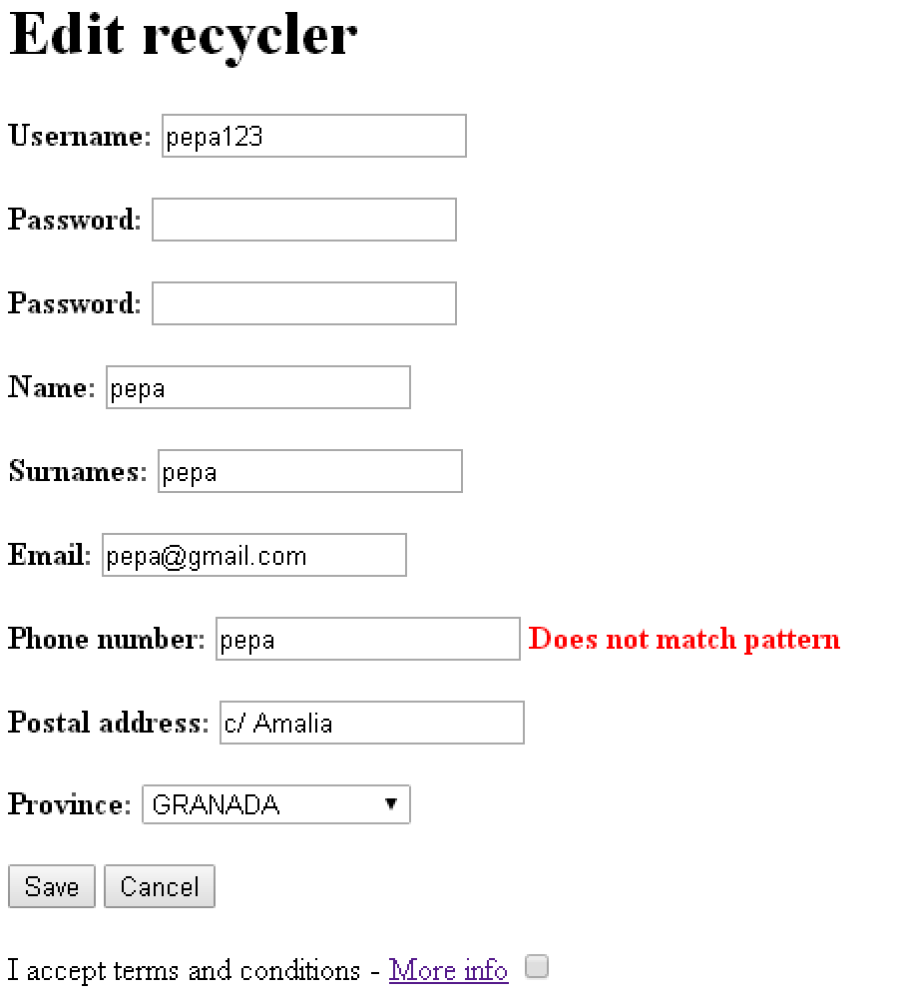 Edit recycler
Username: pepa123
Password:
Password:
Name: pepa
Surnames: pepa
Email: pepa@gmail.com
Phone number: pepa Does not match pattern
Postal address: c/ Amalia
Province: GRANADA
Save Cancel
I accept terms and conditions - More info